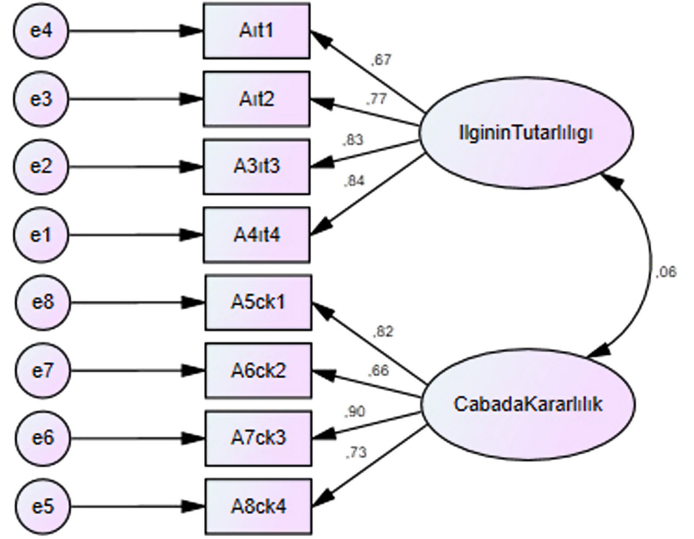 e4
Aıt1
,67
e3
Aıt2
,77
IlgininTutarlılıgı
e2
A3ıt3
,83
e1
A4ıt4
,84
,06
e8
A5ck1
,82
e7
A6ck2
,66
CabadaKararlılık
e6
A7ck3
,90
e5
A8ck4
,73